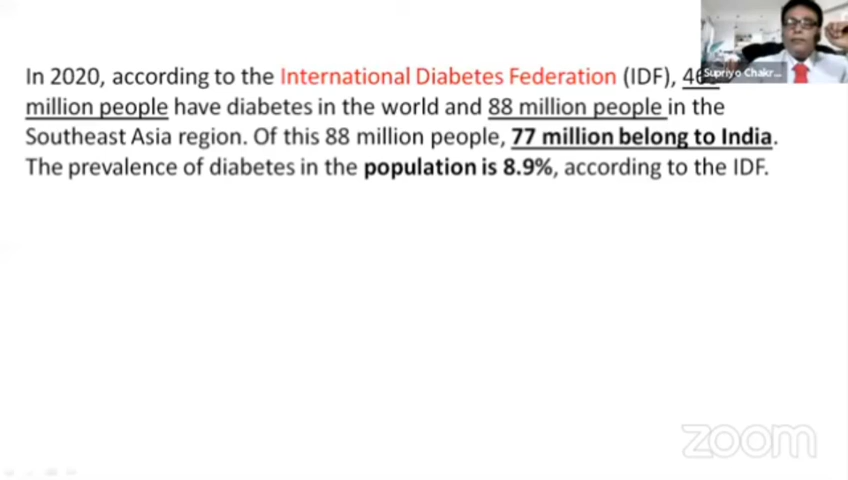 In 2020, according to the International Diabetes Federation (IDF),
million people have diabetes in the world and 88 million people in the
Southeast Asia region. Of this 88 million people, 77 million belong to India.
The prevalence of diabetes in the population is 8.9%, according to the IDF.
Supriyo Chakr...
zoom